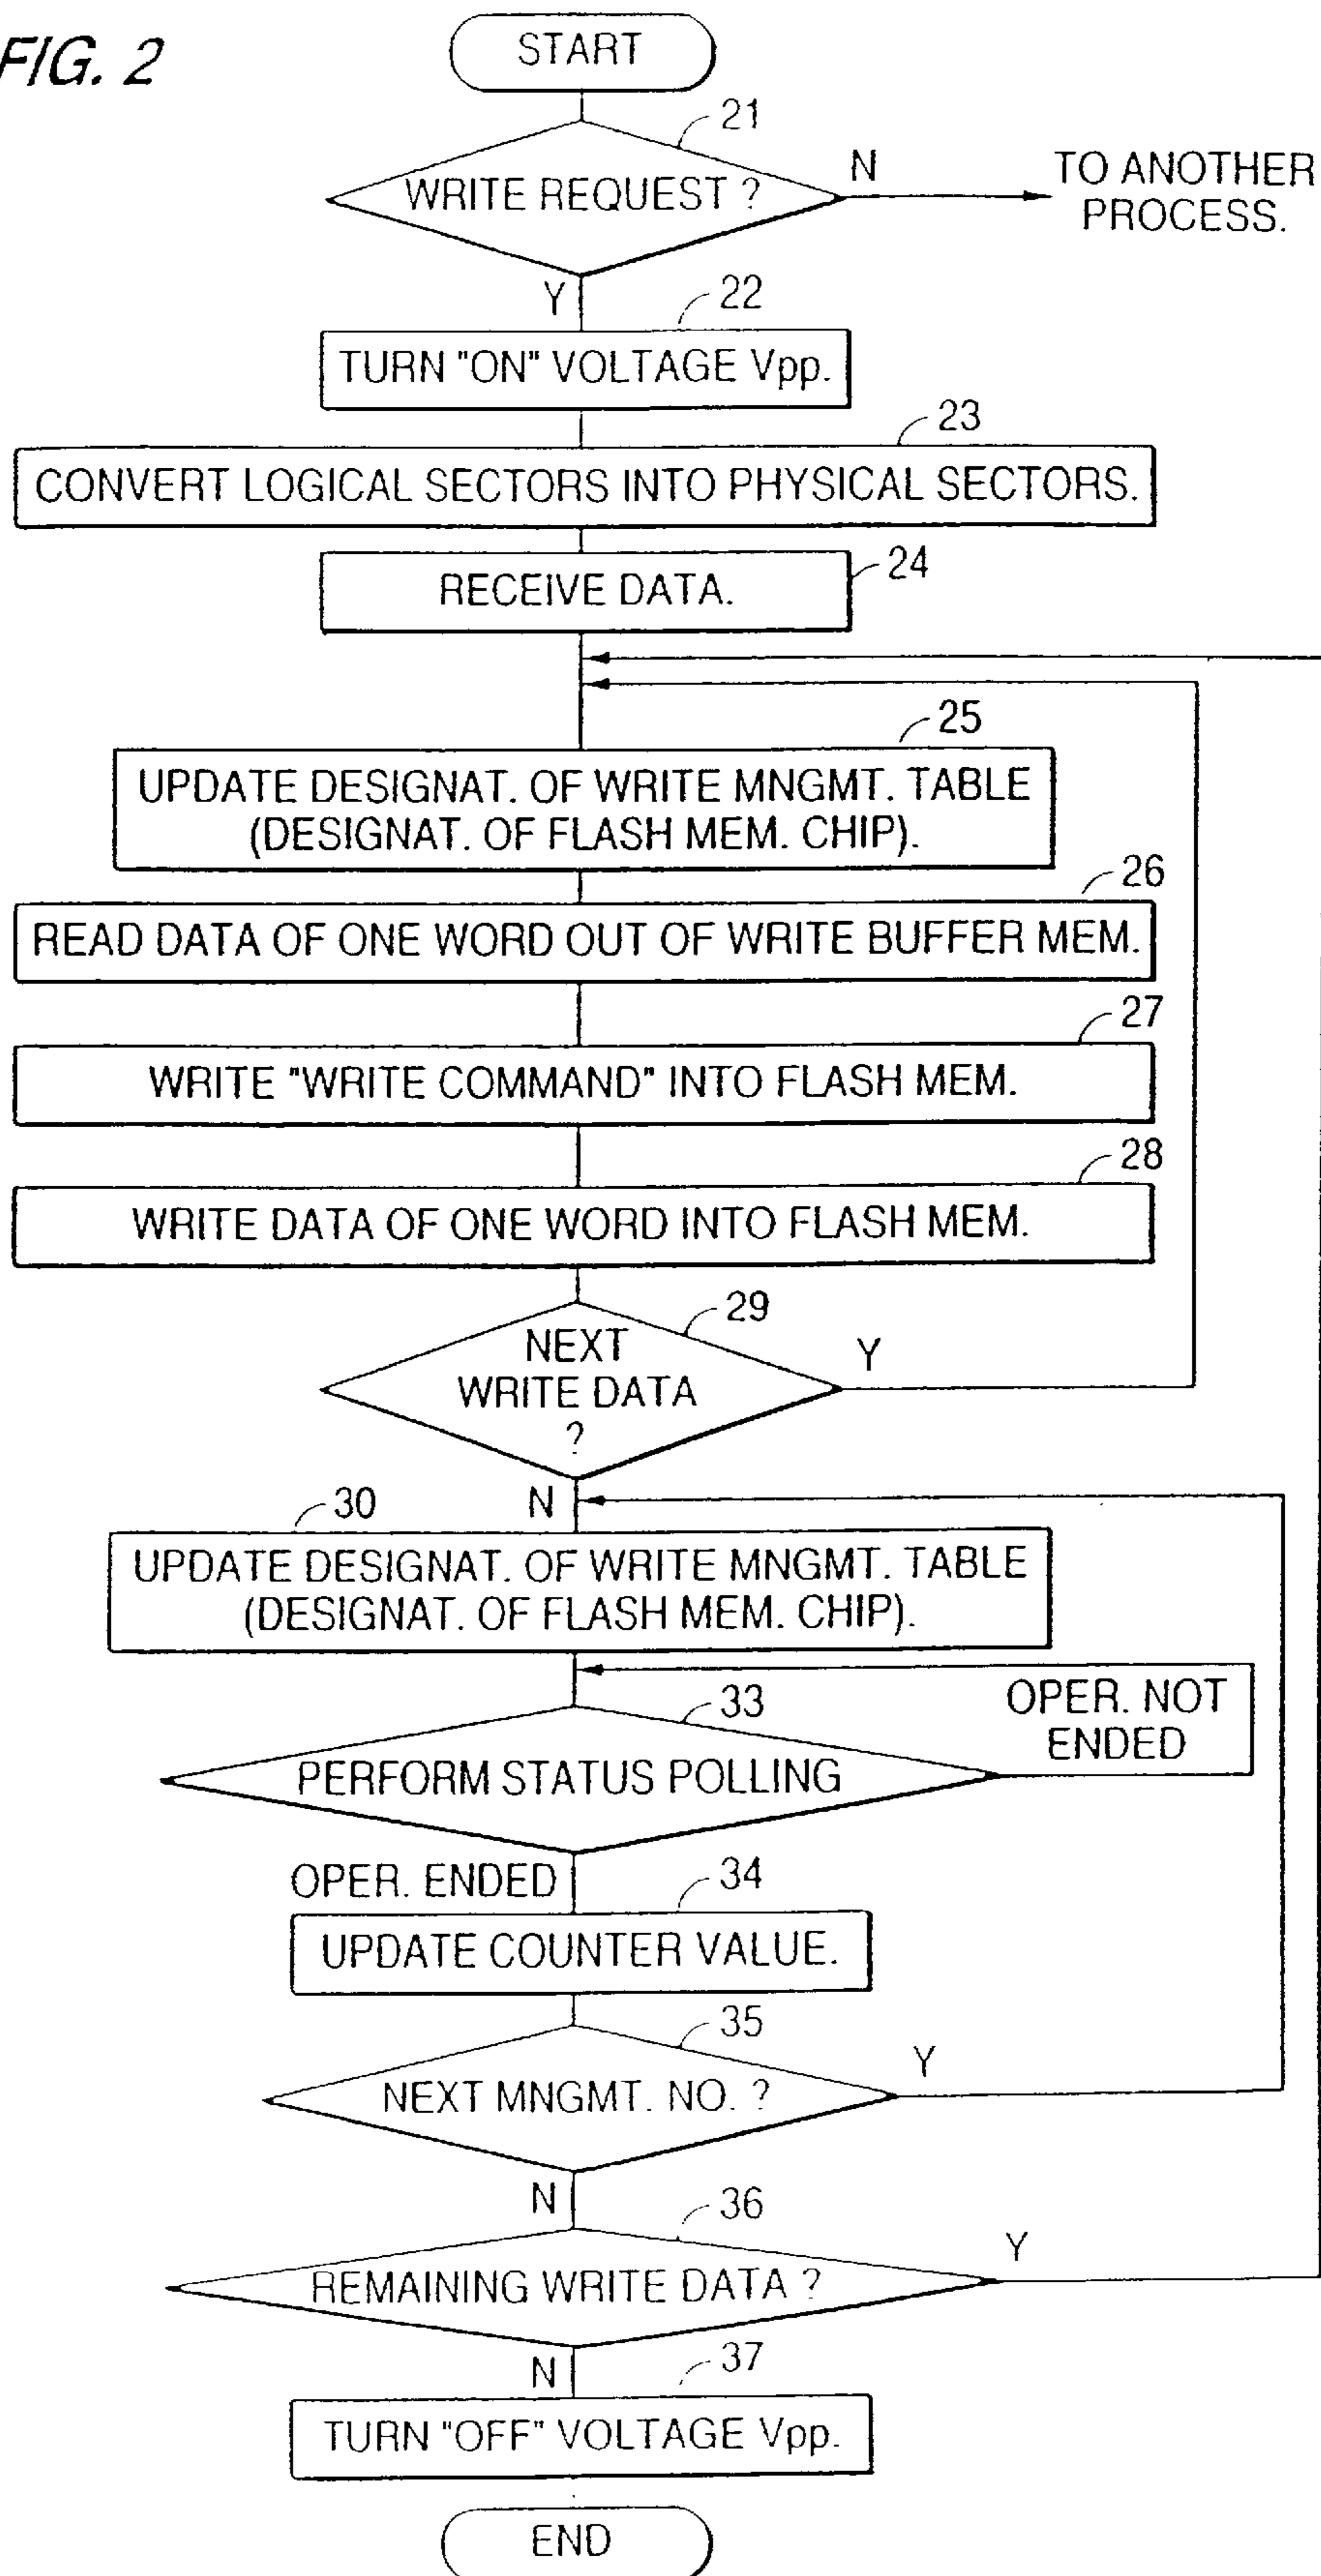 FIG. 2
START
21
WRITE REQUEST ?
N
TO ANOTHER
PROCESS.
Y
22
TURN "ON" VOLTAGE Vpp.
23
CONVERT LOGICAL SECTORS INTO PHYSICAL SECTORS.
24
RECEIVE DATA.
25
UPDATE DESIGNAT. OF WRITE MNGMT. TABLE
(DESIGNAT. OF FLASH MEM. CHIP).
26
READ DATA OF ONE WORD OUT OF WRITE BUFFER MEM.
27
WRITE "WRITE COMMAND" INTO FLASH MEM.
28
WRITE DATA OF ONE WORD INTO FLASH MEM.
29
NEXT
WRITE DATA
?
Y
N
30
UPDATE DESIGNAT. OF WRITE MNGMT. TABLE
(DESIGNAT. OF FLASH MEM. CHIP).
33
OPER. NOT
ENDED
PERFORM STATUS POLLING
OPER. ENDED
34
UPDATE COUNTER VALUE.
35
NEXT MNGMT. NO. ?
Y
N
36
REMAINING WRITE DATA ?
Y
N
37
TURN "OFF" VOLTAGE Vpp.
END